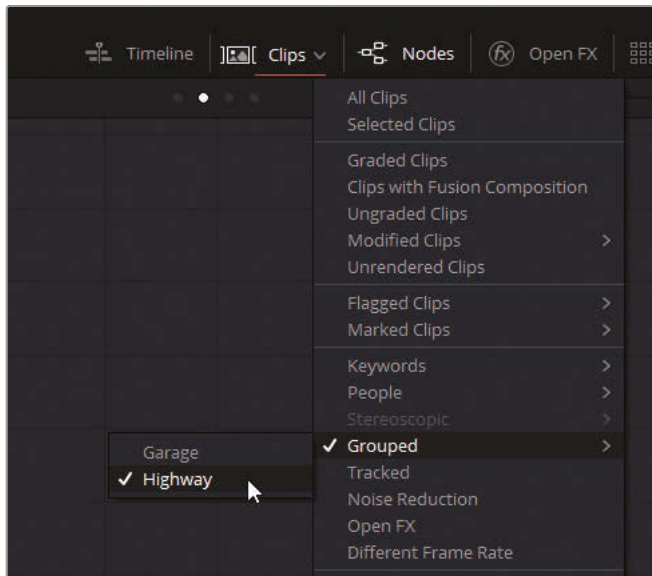 Timeline Clips Nodes Open FX
All Clips
Selected Clips
Graded Clips
Clips with Fusion Composition
Ungraded Clips
Modified Clips
Unrendered Clips
Flagged Clips
Marked Clips
Keywords
People
Stereoscopic
Grouped
Garage
Highway
Tracked
Noise Reduction
Open FX
Different Frame Rate